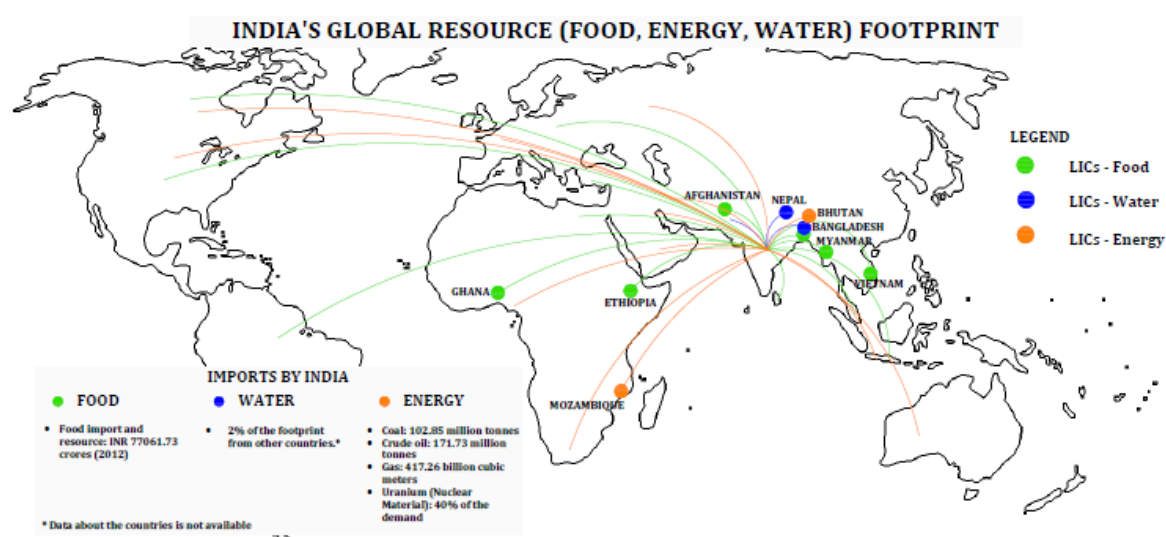 INDIA'S GLOBAL RESOURCE (FOOD, ENERGY, WATER) FOOTPRINT
LEGEND
LICs - Food
LICs - Water
LICs - Energy
AFGHANISTAN
NEPAL
BHUTAN
BANGLADESH
MYANMAR
VIETNAM
GHANA
ETHIOPIA
MOZAMBIQUE
IMPORTS BY INDIA
FOOD
• Food import and
resource: INR 77061.73
crores (2012)
WATER
• 2% of the footprint
from other countries.*
ENERGY
• Coal: 102.85 million tonnes
• Crude oil: 171.73 million
tonnes
• Gas: 417.26 billion cubic
meters
• Uranium (Nuclear
Material): 40% of the
demand
* Data about the countries is not available